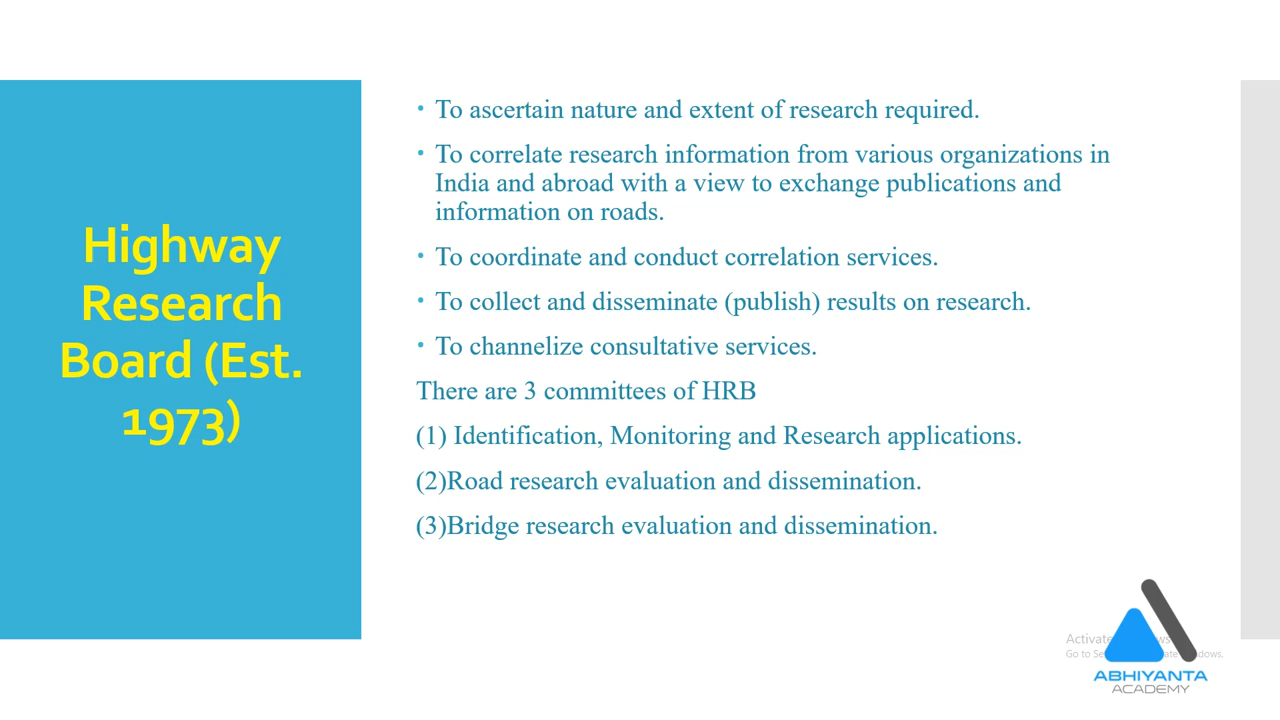 Highway
Research
Board (Est.
1973)
• To ascertain nature and extent of research required.
• To correlate research information from various organizations in
India and abroad with a view to exchange publications and
information on roads.
• To coordinate and conduct correlation services.
• To collect and disseminate (publish) results on research.
• To channelize consultative services.
There are 3 committees of HRB
(1) Identification, Monitoring and Research applications.
(2)Road research evaluation and dissemination.
(3)Bridge research evaluation and dissemination.
Activate
Go to
ABHIYANTA
ACADEMY